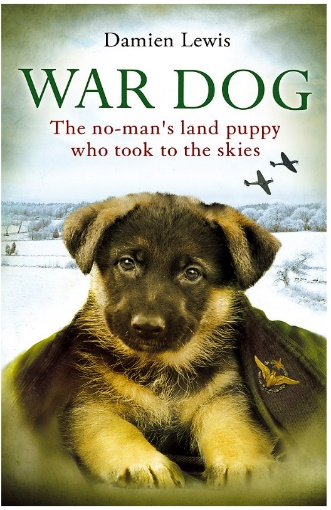 Damien Lewis
WAR DOG
The no-man's land puppy
who took to the skies